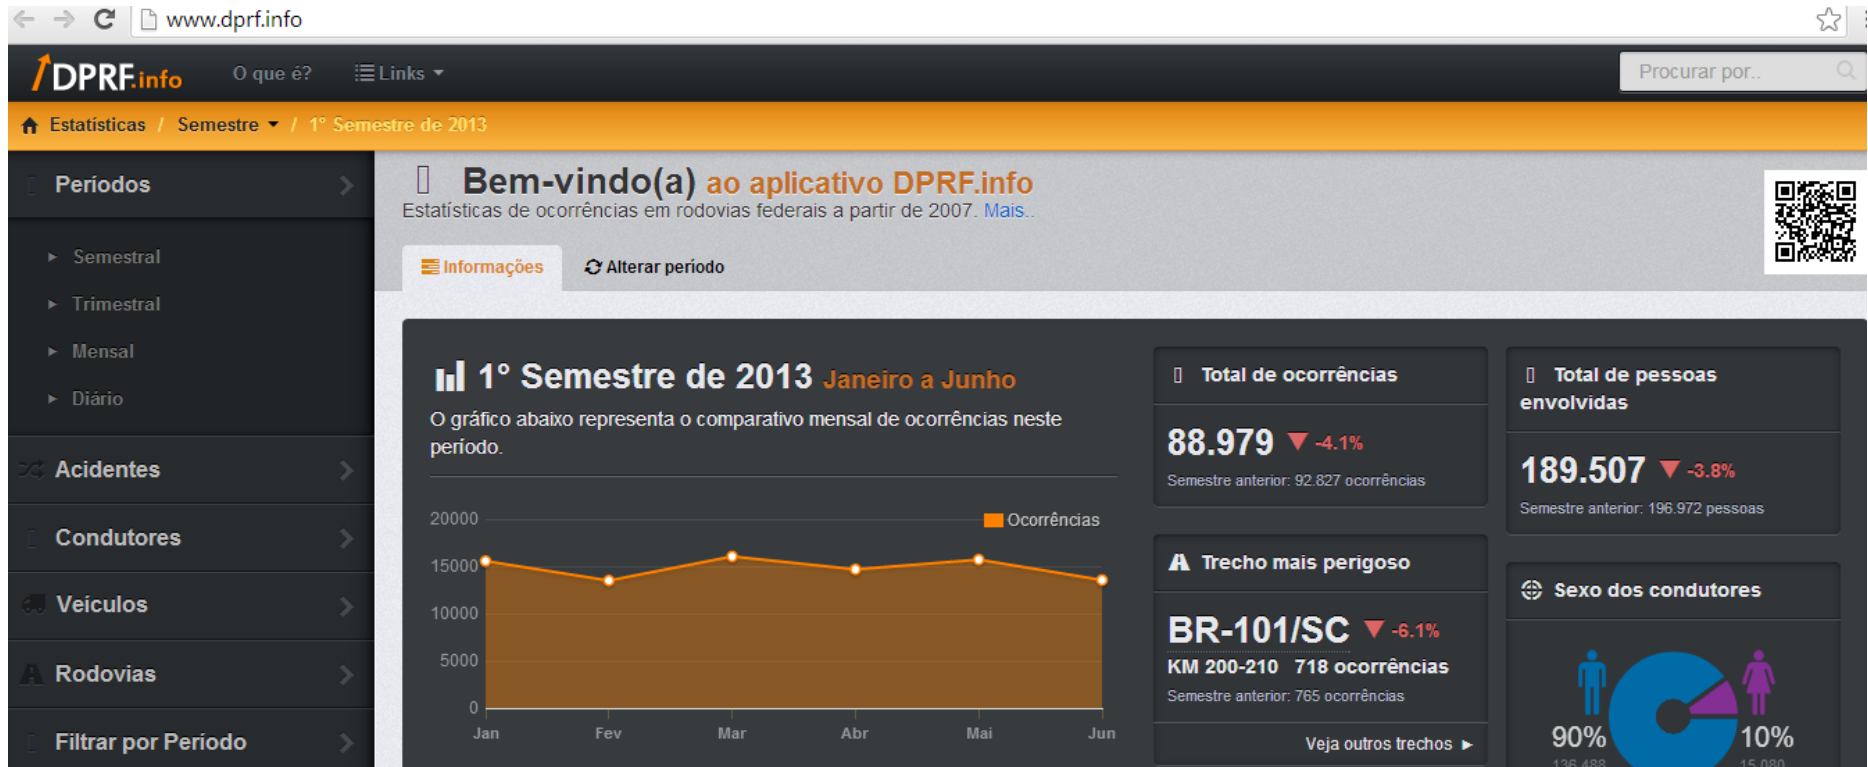 www.dprf.info
DPRF.info
O que é?
Links
Procurar por..
Estatísticas / Semestre / 1° Semestre de 2013
Períodos
Semestral
Trimestral
Mensal
Diário
Acidentes
Condutores
Veículos
Rodovias
Filtrar por Período
Bem-vindo(a) ao aplicativo DPRF.info
Estatísticas de ocorrências em rodovias federais a partir de 2007. Mais..
Informações
Alterar período
1° Semestre de 2013 Janeiro a Junho
O gráfico abaixo representa o comparativo mensal de ocorrências neste
período.
Ocorrências
20000
15000
10000
5000
0
Jan Fev Mar Abr Mai Jun
Total de ocorrências
88.979 -4.1%
Semestre anterior: 92.827 ocorrências
Trecho mais perigoso
BR-101/SC -6.1%
KM 200-210 718 ocorrências
Semestre anterior: 765 ocorrências
Veja outros trechos
Total de pessoas
envolvidas
189.507 -3.8%
Semestre anterior: 196.972 pessoas
Sexo dos condutores
90% 10%
136.488 15.080